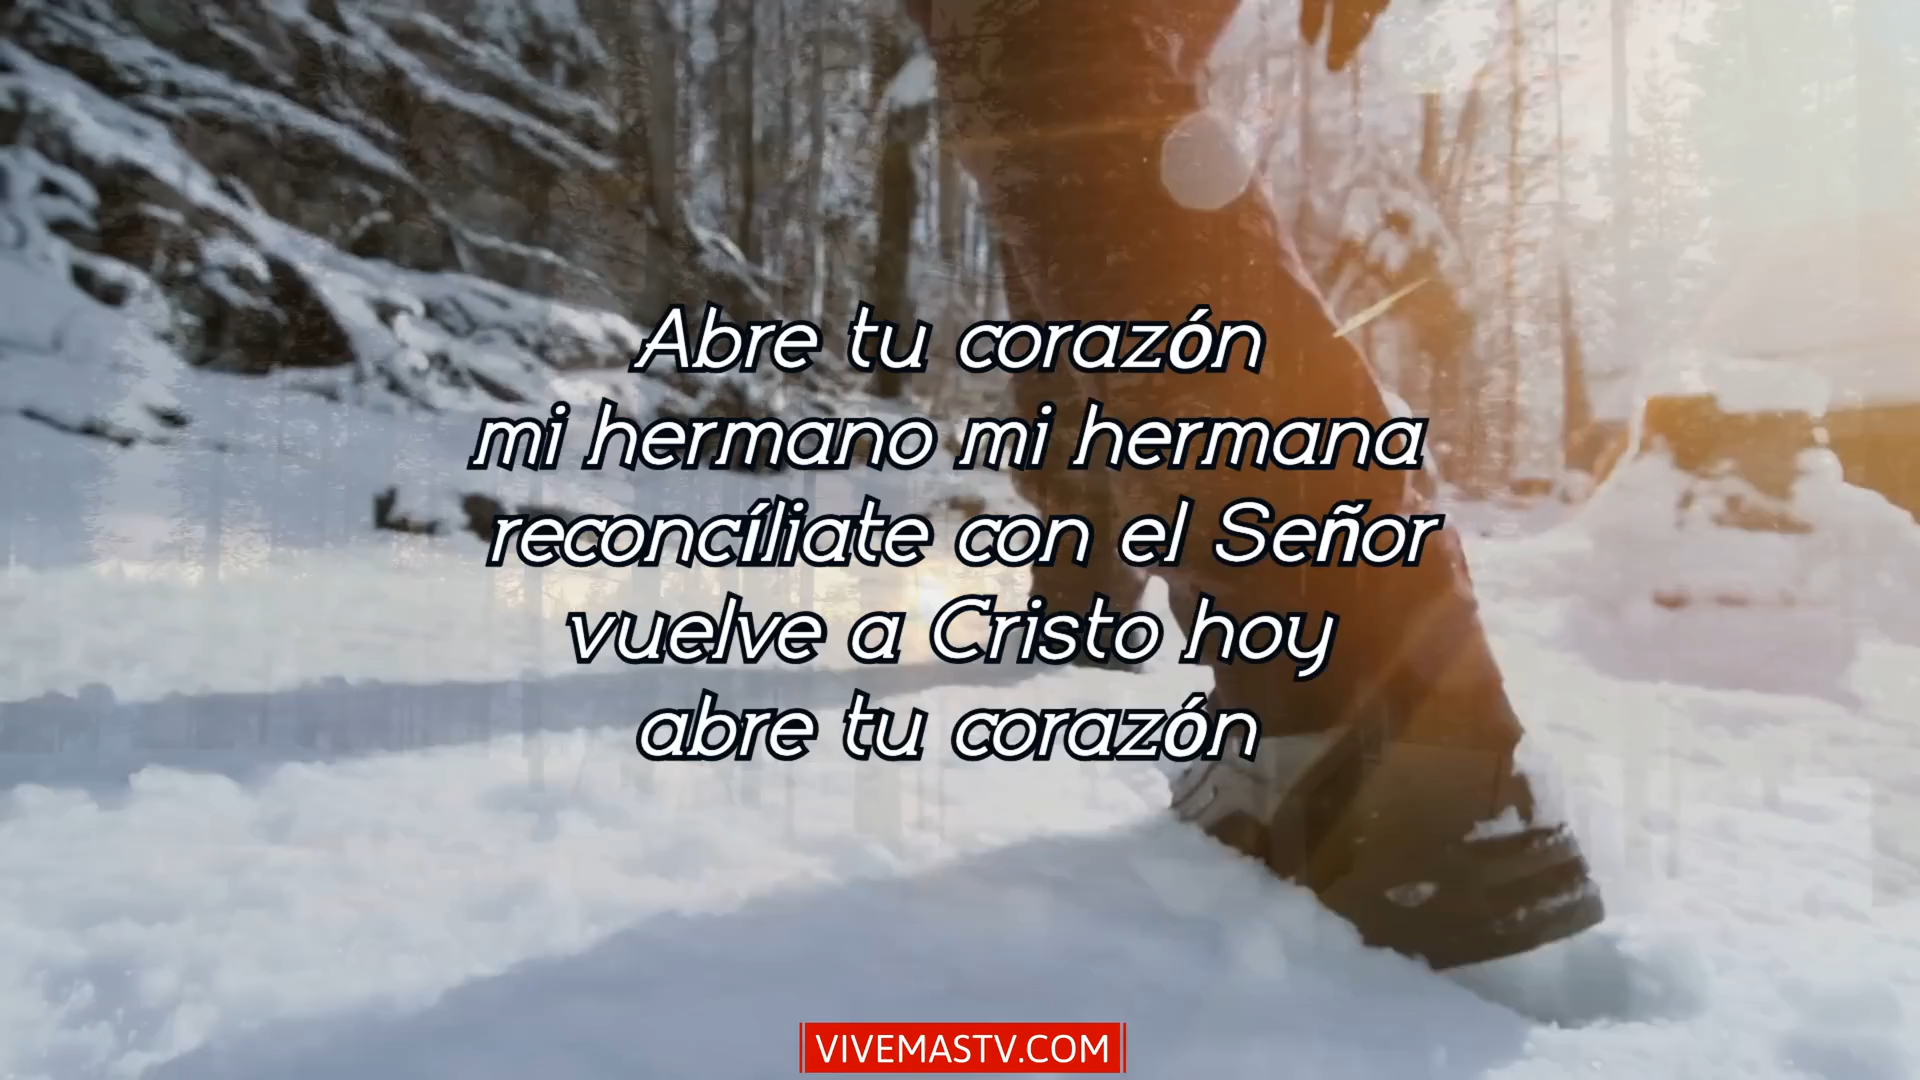 Abre tu corazón
mi hermano mi hermana
reconcíliate con el Señor
vuelve a Cristo hoy
abre tu corazón
VIVEMASTV.COM